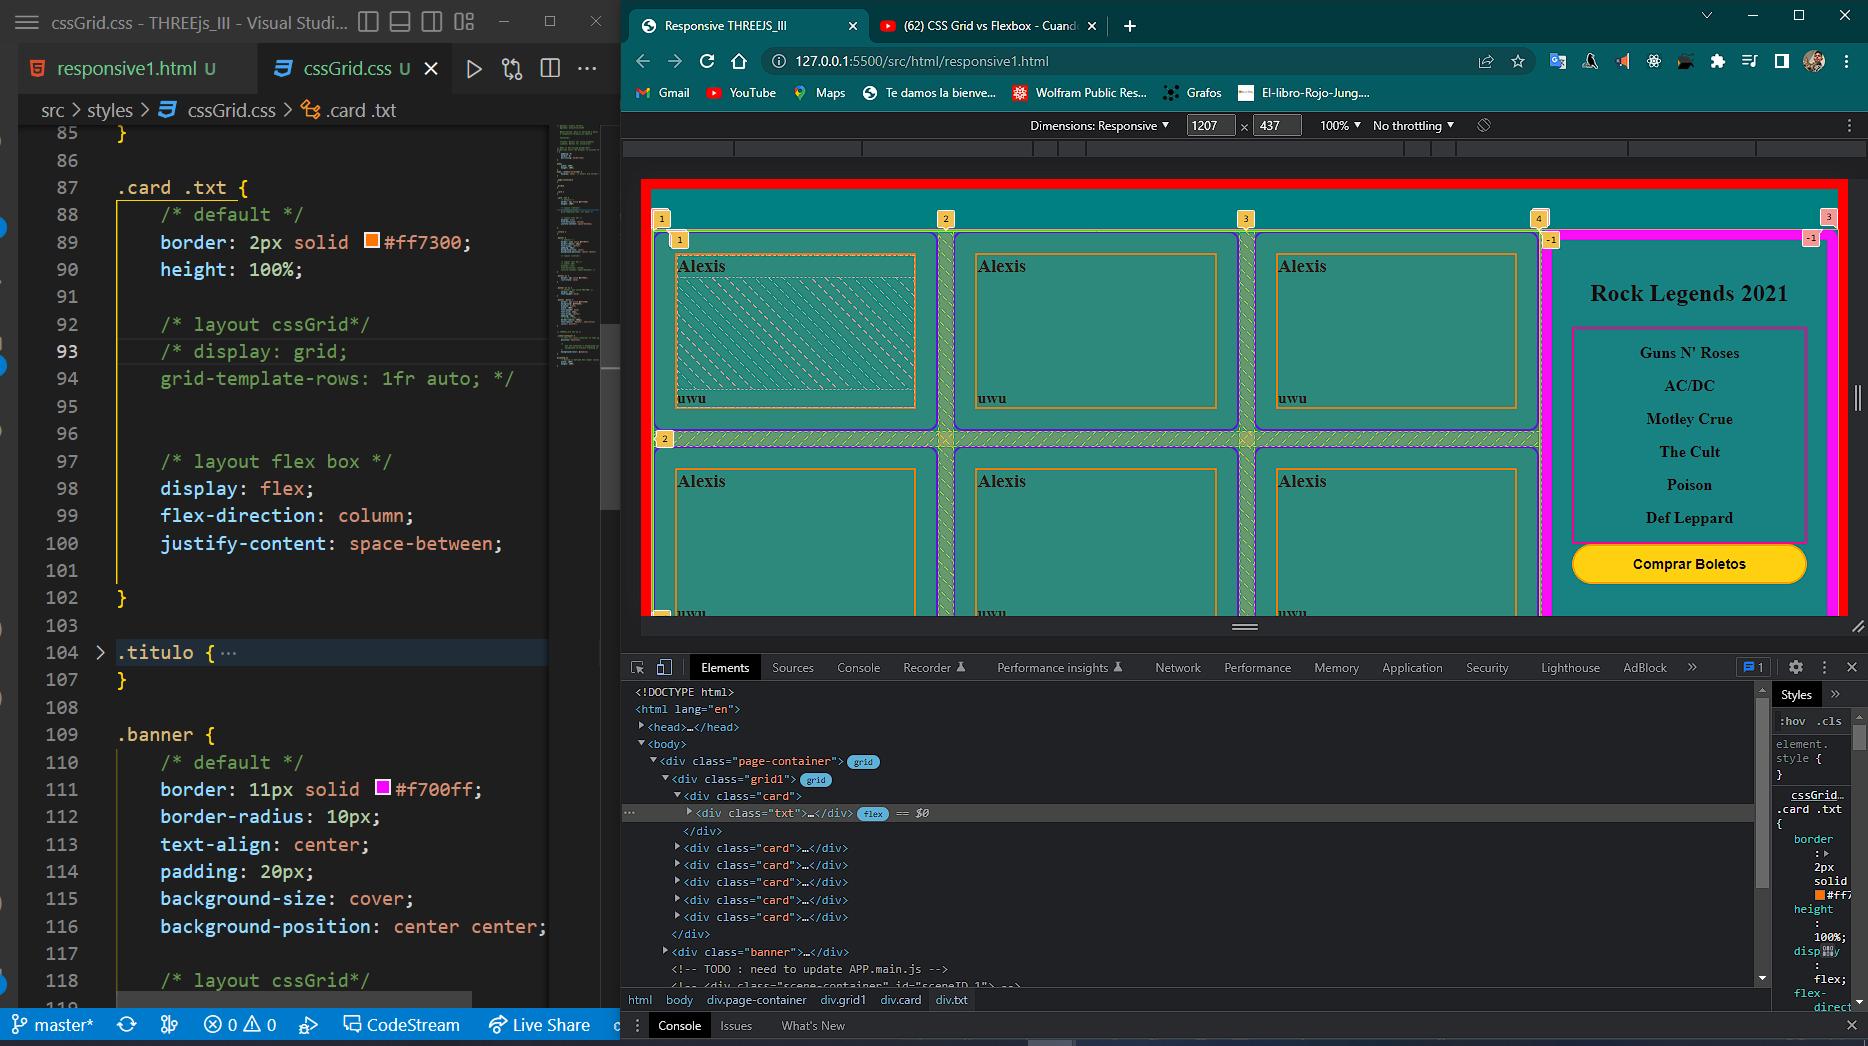 cssGrid.css - THREEjs_III - Visual Studi...
responsive1.html U
cssGrid.css U
src > styles > cssGrid.css > .card .txt
85 }
86
87 .card .txt {
88 /* default */
89 border: 2px solid #ff7300;
90 height: 100%;
91
92 /* layout cssGrid*/
93 /* display: grid;
94 grid-template-rows: 1fr auto; */
95
96
97 /* layout flex box */
98 display: flex;
99 flex-direction: column;
100 justify-content: space-between;
101
102 }
103
104 > .titulo { ...
107 }
108
109 .banner {
110 /* default */
111 border: 11px solid #f700ff;
112 border-radius: 10px;
113 text-align: center;
114 padding: 20px;
115 background-size: cover;
116 background-position: center center;
117
118 /* layout cssGrid*/
119
master* 0 0 CodeStream Live Share
Responsive THREEJS_III
(62) CSS Grid vs Flexbox - Cuand
127.0.0.1:5500/src/html/responsive1.html
Gmail YouTube Maps Te damos la bienve... Wolfram Public Res... Grafos El-libro-Rojo-Jung....
Dimensions: Responsive ▼ 1207 × 437 100% ▼ No throttling ▼
1 2 3 4 3
1 -1 -1
Alexis Alexis Alexis
uwu uwu uwu
2
Alexis Alexis Alexis
uwu uwu uwu
Rock Legends 2021
Guns N' Roses
AC/DC
Motley Crue
The Cult
Poison
Def Leppard
Comprar Boletos
Elements Sources Console Recorder Performance insights Network Performance Memory Application Security Lighthouse AdBlock » 1
<!DOCTYPE html>
<html lang="en">
<head>…</head>
<body>
<div class="page-container"> grid
<div class="grid1"> grid
<div class="card">
<div class="txt">…</div> flex == $0
</div>
<div class="card">…</div>
<div class="card">…</div>
<div class="card">…</div>
<div class="card">…</div>
<div class="card">…</div>
</div>
<div class="banner">…</div>
<!-- TODO : need to update APP.main.js -->
<!-- <div class="scene-container" id="sceneID_1"> -->
html body div.page-container div.grid1 div.card div.txt
Console Issues What's New
Styles »
:hov .cls
element.
style {
}
cssGrid…
.card .txt
{
border
:
2px
solid
#ff7
height
:
100%;
display
:
flex;
flex-
direct